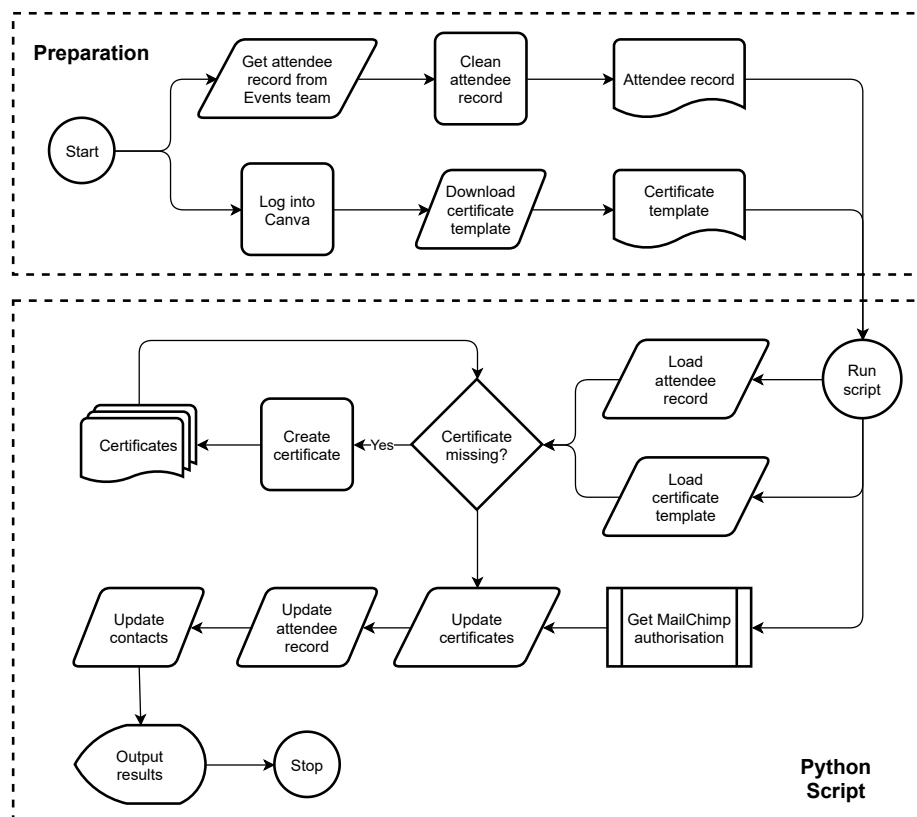 Preparation
Get attendee
record from
Events team
Clean
attendee
record
Attendee record
Start
Log into
Canva
Download
certificate
template
Certificate
template
Load
attendee
record
Run
script
Certificates
Create
certificate
Yes
Certificate
missing?
Load
certificate
template
Update
contacts
Update
attendee
record
Update
certificates
Get MailChimp
authorisation
Output
results
Stop
Python
Script